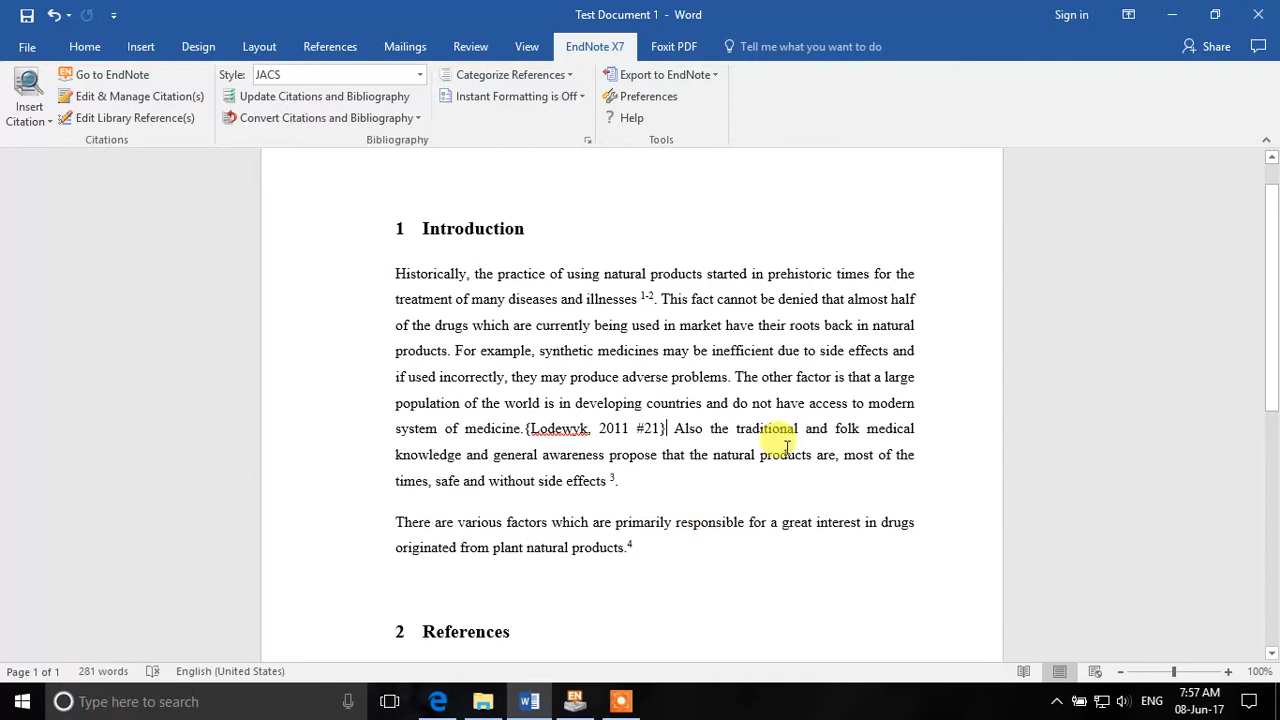 Test Document 1 - Word
Sign in
File Home Insert Design Layout References Mailings Review View EndNote X7 Foxit PDF Tell me what you want to do Share
Insert Citation
Go to EndNote
Edit & Manage Citation(s)
Edit Library Reference(s)
Citations
Style: JACS
Update Citations and Bibliography
Convert Citations and Bibliography
Categorize References
Instant Formatting is Off
Bibliography
Export to EndNote
Preferences
Help
Tools
1 Introduction
Historically, the practice of using natural products started in prehistoric times for the
treatment of many diseases and illnesses 1-2. This fact cannot be denied that almost half
of the drugs which are currently being used in market have their roots back in natural
products. For example, synthetic medicines may be inefficient due to side effects and
if used incorrectly, they may produce adverse problems. The other factor is that a large
population of the world is in developing countries and do not have access to modern
system of medicine.{Lodewyk, 2011 #21} Also the traditional and folk medical
knowledge and general awareness propose that the natural products are, most of the
times, safe and without side effects 3.
There are various factors which are primarily responsible for a great interest in drugs
originated from plant natural products.4
2 References
Page 1 of 1 281 words English (United States) 100%
Type here to search
EN
ENG
7:57 AM
08-Jun-17